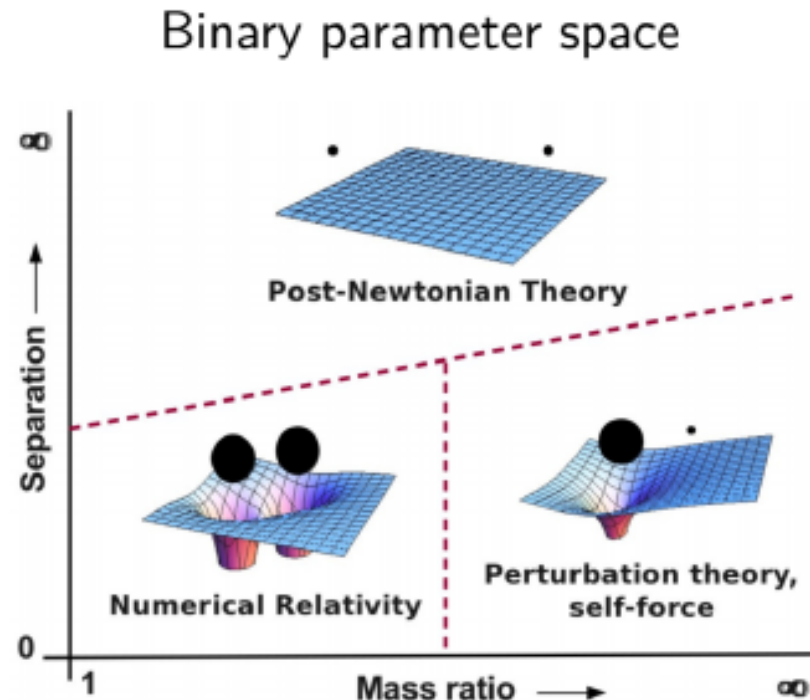 Binary parameter space
∞
Separation
Post-Newtonian Theory
Numerical Relativity
Perturbation theory,
self-force
0
1
Mass ratio
∞